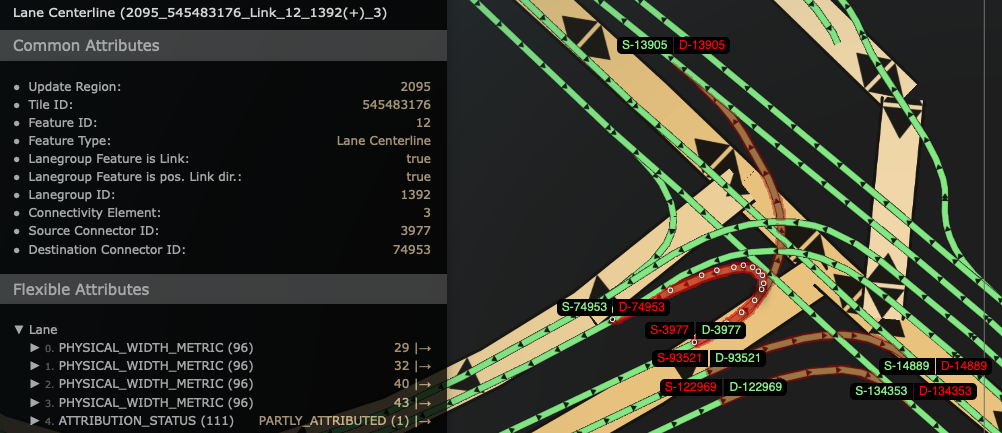 Lane Centerline (2095_545483176_Link_12_1392(+)_3)
Common Attributes
Update Region: 2095
Tile ID: 545483176
Feature ID: 12
Feature Type: Lane Centerline
Lanegroup Feature is Link: true
Lanegroup Feature is pos. Link dir.: true
Lanegroup ID: 1392
Connectivity Element: 3
Source Connector ID: 3977
Destination Connector ID: 74953
Flexible Attributes
▼ Lane
▶ 0. PHYSICAL_WIDTH_METRIC (96) 29 |→
▶ 1. PHYSICAL_WIDTH_METRIC (96) 32 |→
▶ 2. PHYSICAL_WIDTH_METRIC (96) 40 |→
▶ 3. PHYSICAL_WIDTH_METRIC (96) 43 |→
▶ 4. ATTRIBUTION_STATUS (111) PARTLY_ATTRIBUTED (1) |→
S-13905 D-13905
S-74953 D-74953
S-3977 D-3977
S-93521 D-93521
S-14889 D-14889
S-122969 D-122969
S-134353 D-134353